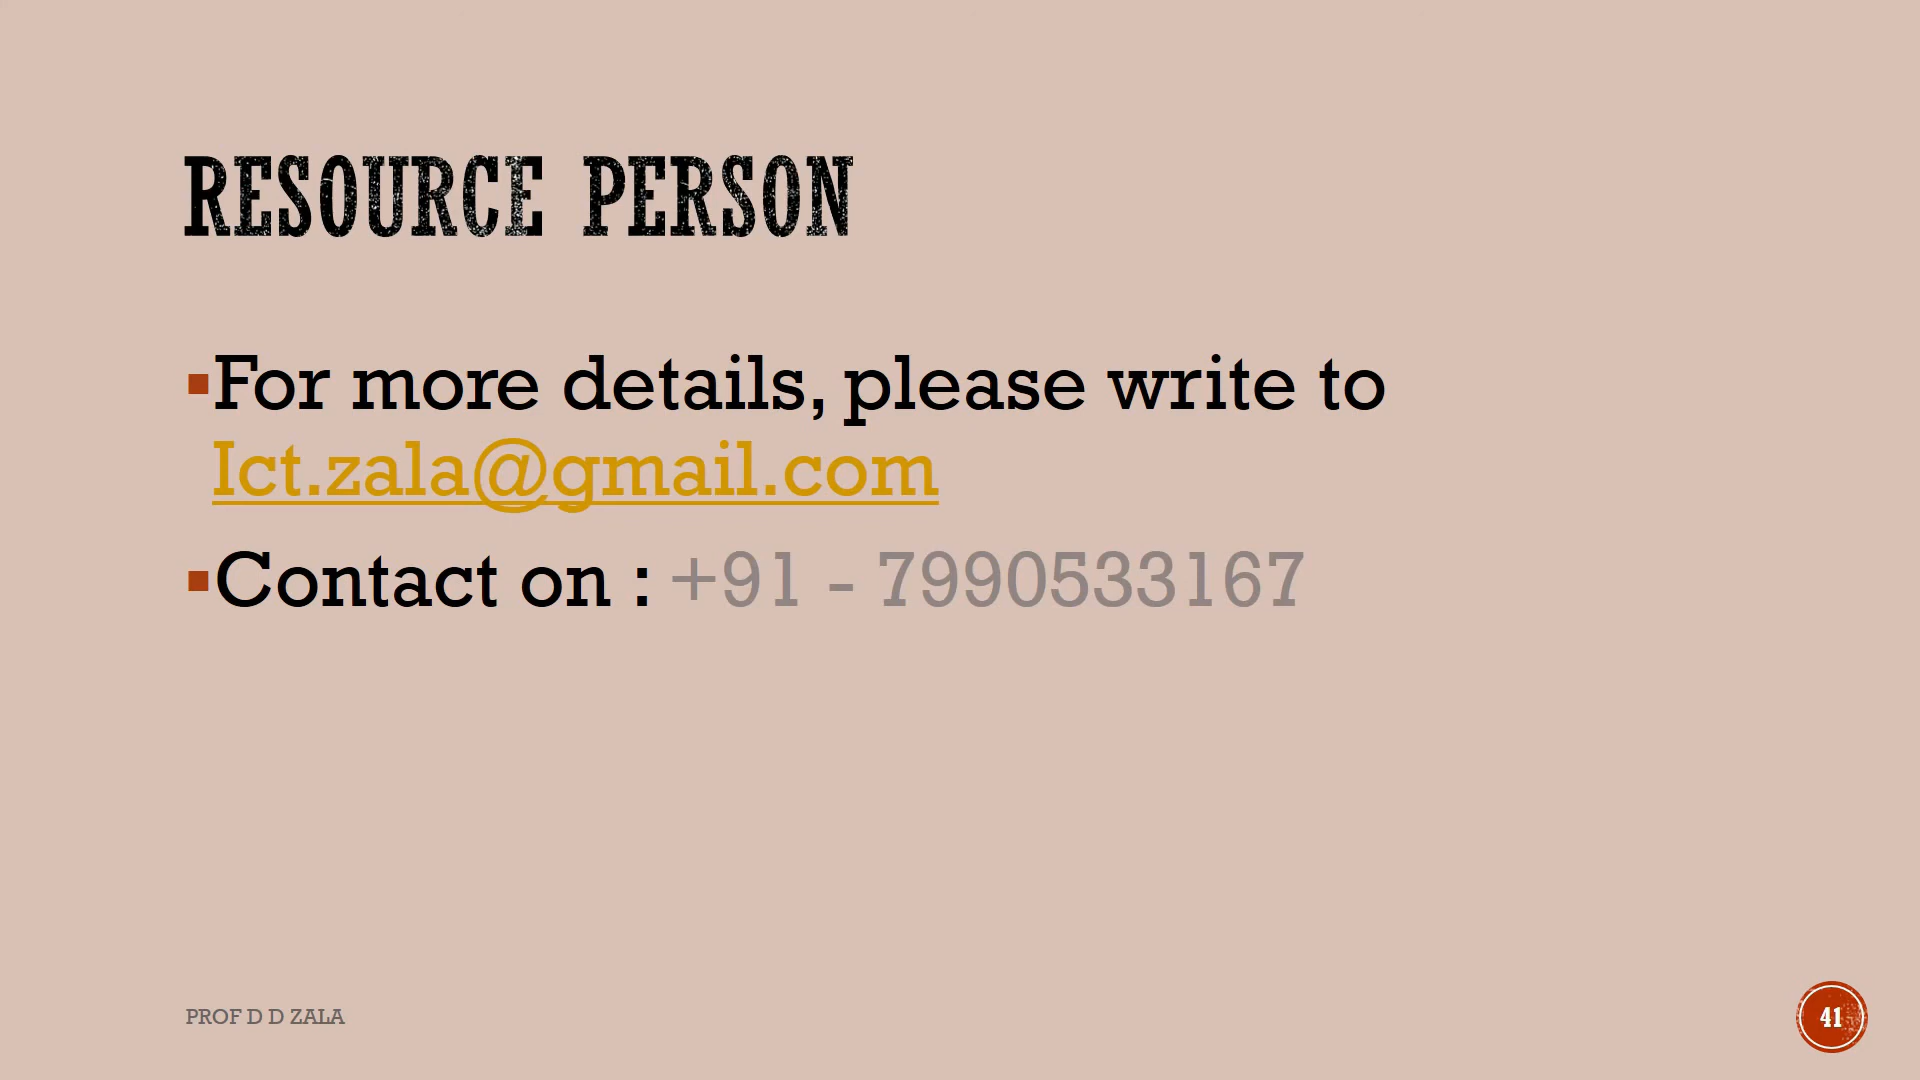 RESOURCE PERSON
▪For more details, please write to
Ict.zala@gmail.com
▪Contact on : +91 - 7990533167
PROF D D ZALA
41